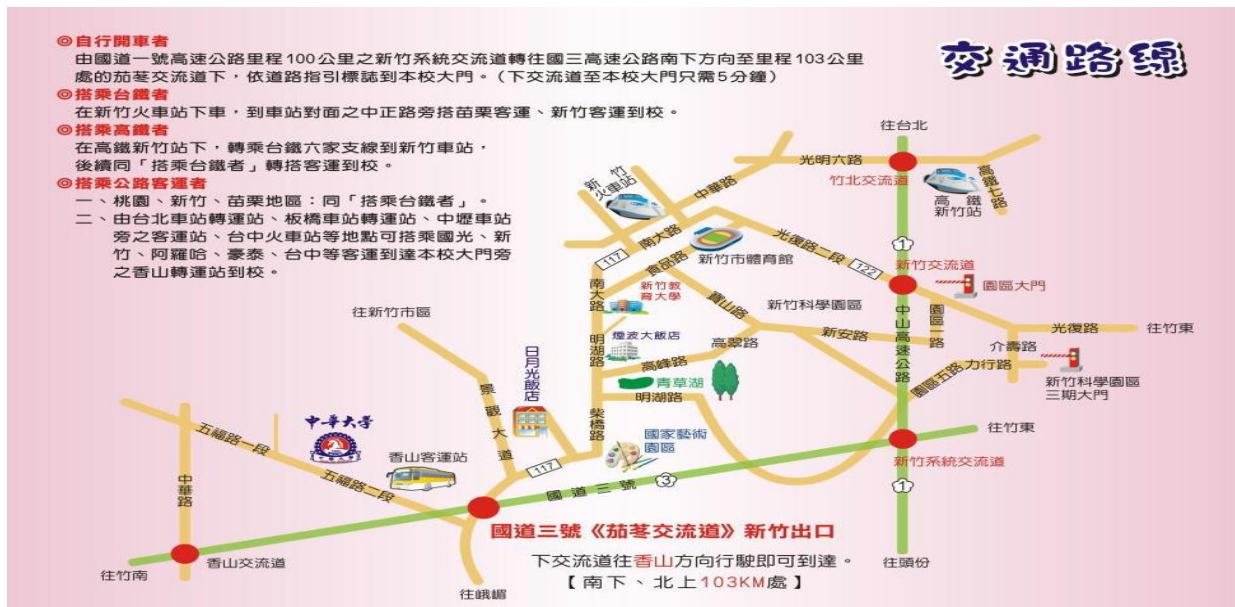 交通路線
◎自行開車者
由國道一號高速公路里程100公里之新竹系統交流道轉往國三高速公路南下方向至里程103公里
處的茄苳交流道下，依道路指引標誌到本校大門。（下交流道至本校大門只需5分鐘）
◎搭乘台鐵者
在新竹火車站下車，到車站對面之中正路旁搭苗栗客運、新竹客運到校。
◎搭乘高鐵者
在高鐵新竹站下，轉乘台鐵六家支線到新竹車站，
後續同「搭乘台鐵者」轉搭客運到校。
◎搭乘公路客運者
一、桃園、新竹、苗栗地區：同「搭乘台鐵者」。
二、由台北車站轉運站、板橋車站轉運站、中壢車站
旁之客運站、台中火車站等地點可搭乘國光、新
竹、阿羅哈、豪泰、台中等客運到達本校大門旁
之香山轉運站到校。
往台北
光明六路
竹北交流道
高鐵七路
高鐵
新竹站
新竹
火車站
中華路
南大路
117
食品路
新竹市體育館
光復路二段
122
1
新竹交流道
園區大門
南大路
新竹教
育大學
寶山路
新竹科學園區
中山高速公路
園區一路
光復路
往竹東
往新竹市區
明湖路
煙波大飯店
高翠路
新安路
介壽路
高峰路
園區五路
力行路
新竹科學園區
三期大門
日月光飯店
青草湖
明湖路
景觀大道
柴橋路
國家藝術
園區
往竹東
新竹系統交流道
1
五福路一段
中華大學
香山客運站
五福路二段
117
國道三號
3
中華路
國道三號《茄苳交流道》新竹出口
下交流道往香山方向行駛即可到達。
【南下、北上103KM處】
香山交流道
往竹南
往峨嵋
往頭份